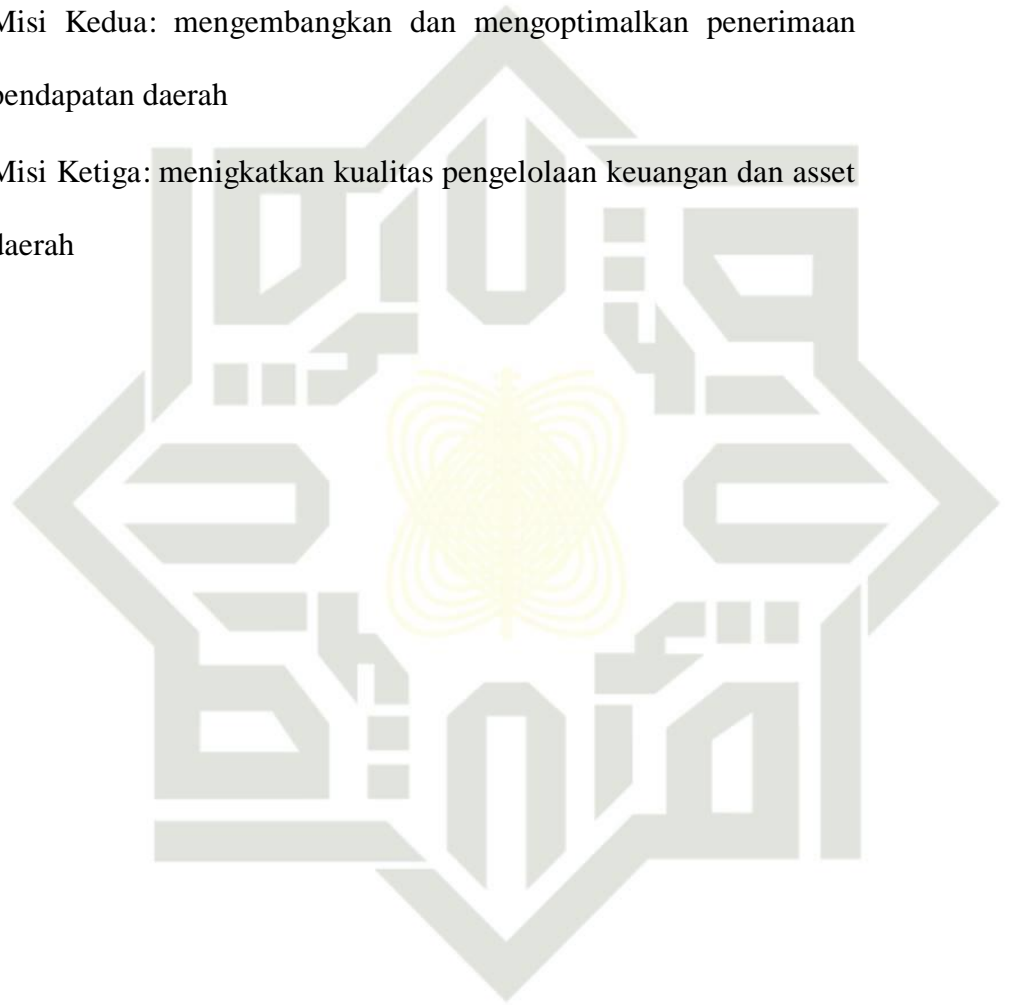 Misi Kedua: mengembangkan dan mengoptimalkan penerimaan
pendapatan daerah
Misi Ketiga: menigkatkan kualitas pengelolaan keuangan dan asset
daerah